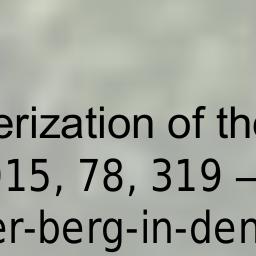 erization of the
015, 78, 319 –
er-berg-in-den